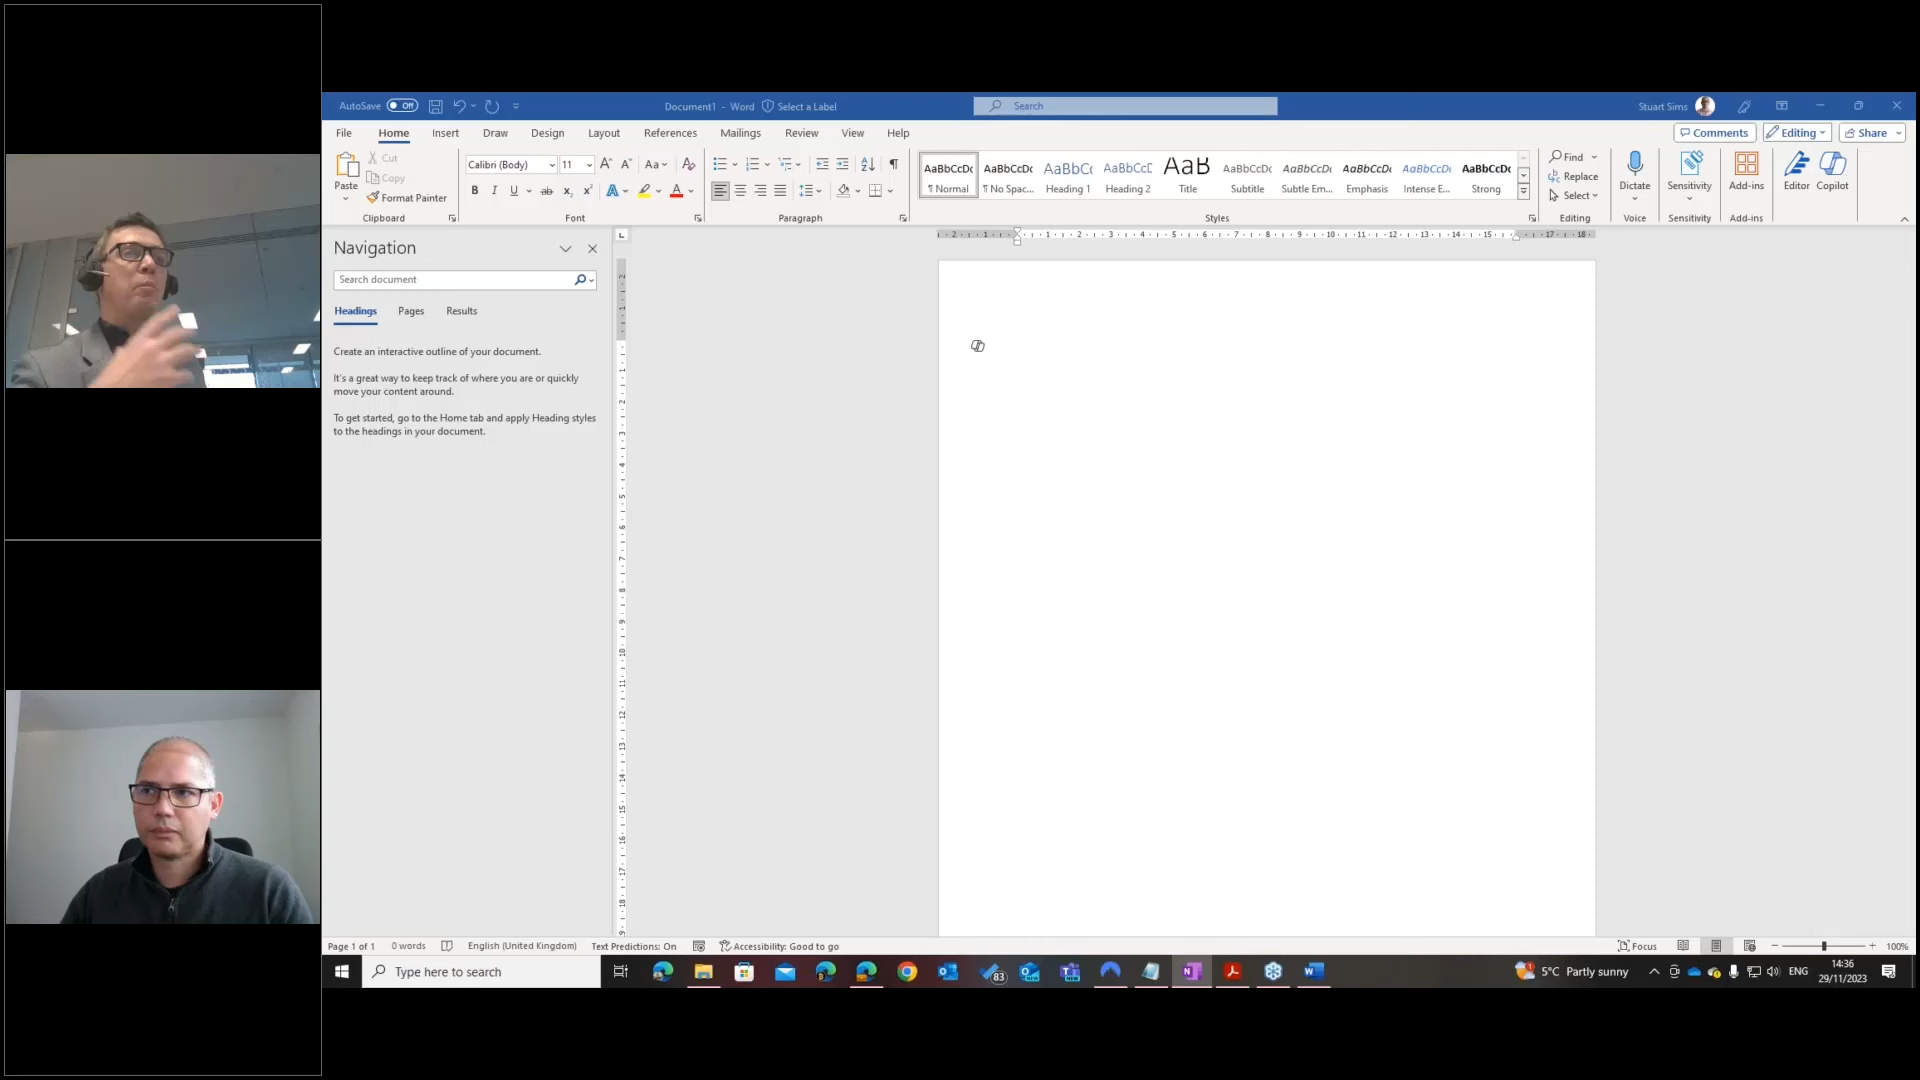 AutoSave Off
Document1 - Word Select a Label
Search
Stuart Sims
File Home Insert Draw Design Layout References Mailings Review View Help
Comments Editing Share
Paste
Cut
Copy
Format Painter
Clipboard
Calibri (Body) 11
Font
Paragraph
AaBbCcDc AaBbCcDc AaBbCc AaBbCcD AaB AaBbCcDc AaBbCcDc AaBbCcDc AaBbCcDc AaBbCcDc
¶ Normal ¶ No Spac... Heading 1 Heading 2 Title Subtitle Subtle Em... Emphasis Intense E... Strong
Styles
Find
Replace
Select
Editing
Dictate
Voice
Sensitivity
Sensitivity
Add-ins
Add-ins
Editor
Copilot
Navigation
Search document
Headings Pages Results
Create an interactive outline of your document.
It's a great way to keep track of where you are or quickly
move your content around.
To get started, go to the Home tab and apply Heading styles
to the headings in your document.
Page 1 of 1 0 words English (United Kingdom) Text Predictions: On Accessibility: Good to go
Focus 100%
Type here to search
83
5°C Partly sunny
ENG
14:36
29/11/2023